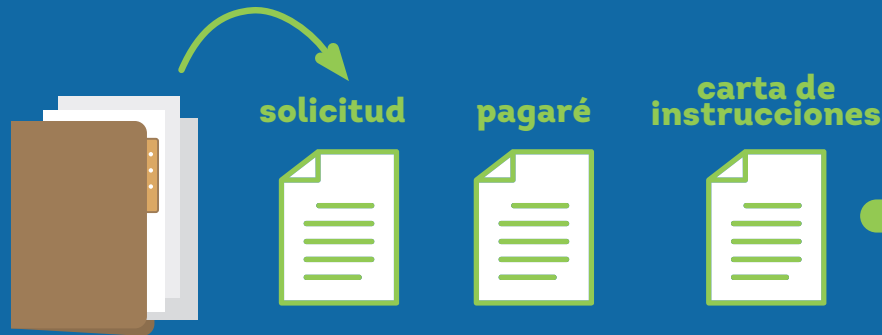 solicitud
pagaré
carta de
instrucciones